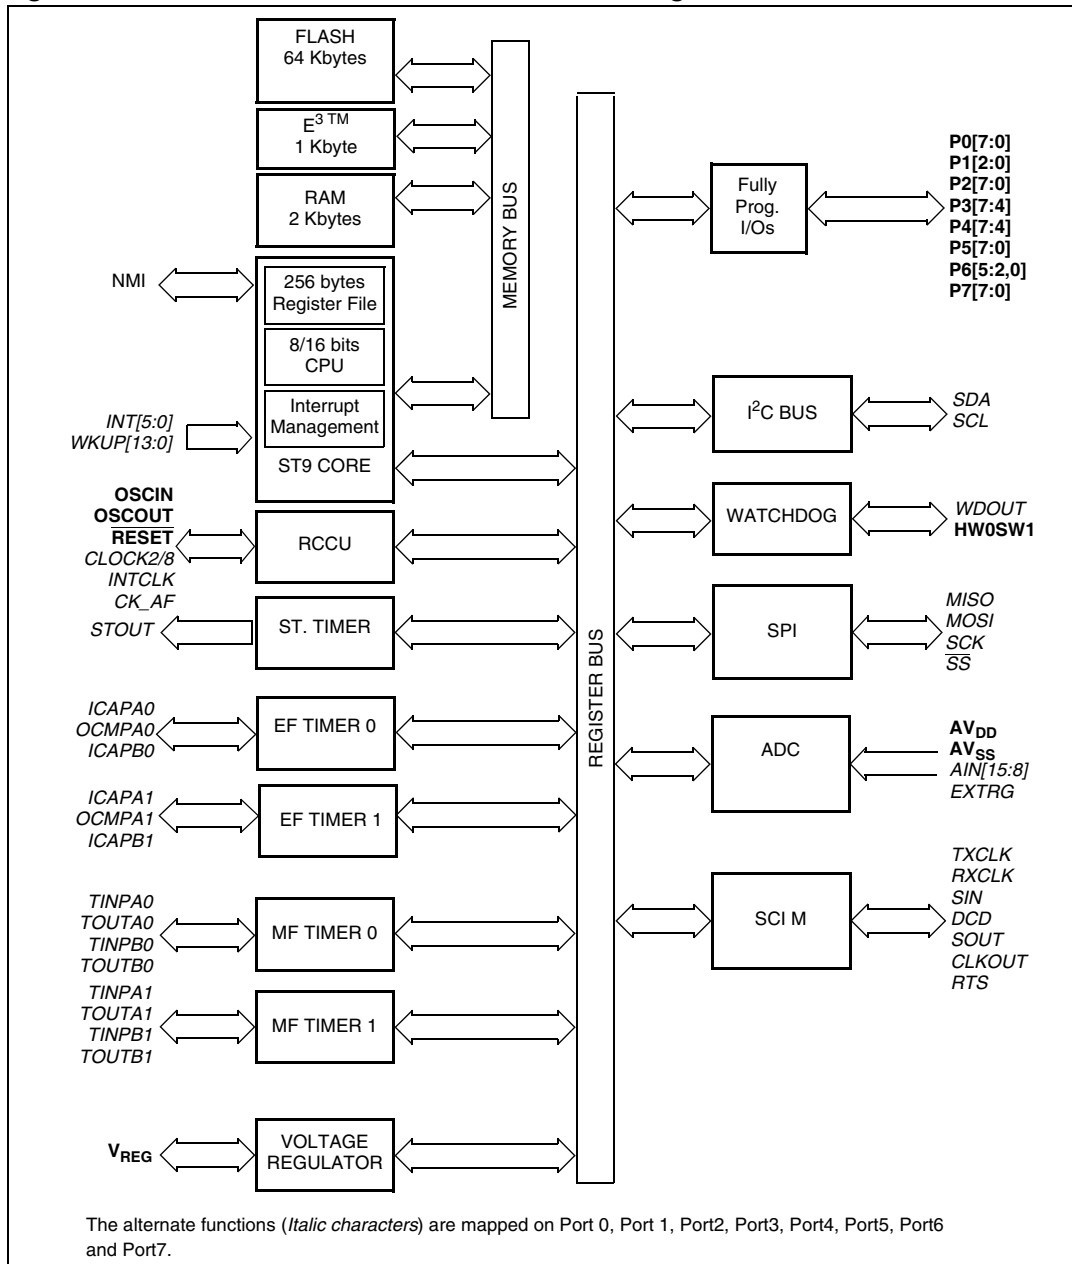 FLASH
64 Kbytes
E3 TM
1 Kbyte
RAM
2 Kbytes
MEMORY BUS
NMI
256 bytes
Register File
8/16 bits
CPU
Interrupt
Management
ST9 CORE
INT[5:0]
WKUP[13:0]
OSCIN
OSCOUT
RESET
CLOCK2/8
INTCLK
CK_AF
RCCU
STOUT
ST. TIMER
ICAPA0
OCMPA0
ICAPB0
EF TIMER 0
ICAPA1
OCMPA1
ICAPB1
EF TIMER 1
TINPA0
TOUTA0
TINPB0
TOUTB0
MF TIMER 0
TINPA1
TOUTA1
TINPB1
TOUTB1
MF TIMER 1
VREG
VOLTAGE
REGULATOR
REGISTER BUS
Fully
Prog.
I/Os
P0[7:0]
P1[2:0]
P2[7:0]
P3[7:4]
P4[7:4]
P5[7:0]
P6[5:2,0]
P7[7:0]
I2C BUS
SDA
SCL
WATCHDOG
WDOUT
HW0SW1
SPI
MISO
MOSI
SCK
SS
ADC
AVDD
AVSS
AIN[15:8]
EXTRG
SCI M
TXCLK
RXCLK
SIN
DCD
SOUT
CLKOUT
RTS
The alternate functions (Italic characters) are mapped on Port 0, Port 1, Port2, Port3, Port4, Port5, Port6
and Port7.